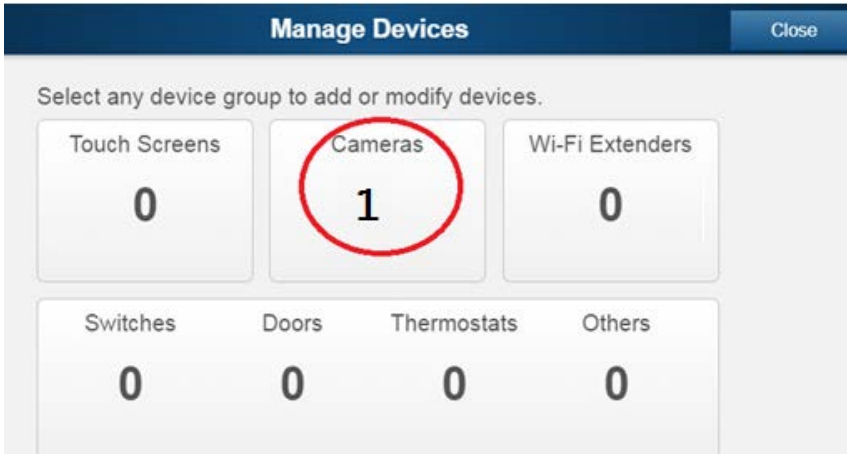 Manage Devices Close
Select any device group to add or modify devices.
Touch Screens Cameras Wi-Fi Extenders
0 1 0
Switches Doors Thermostats Others
0 0 0 0